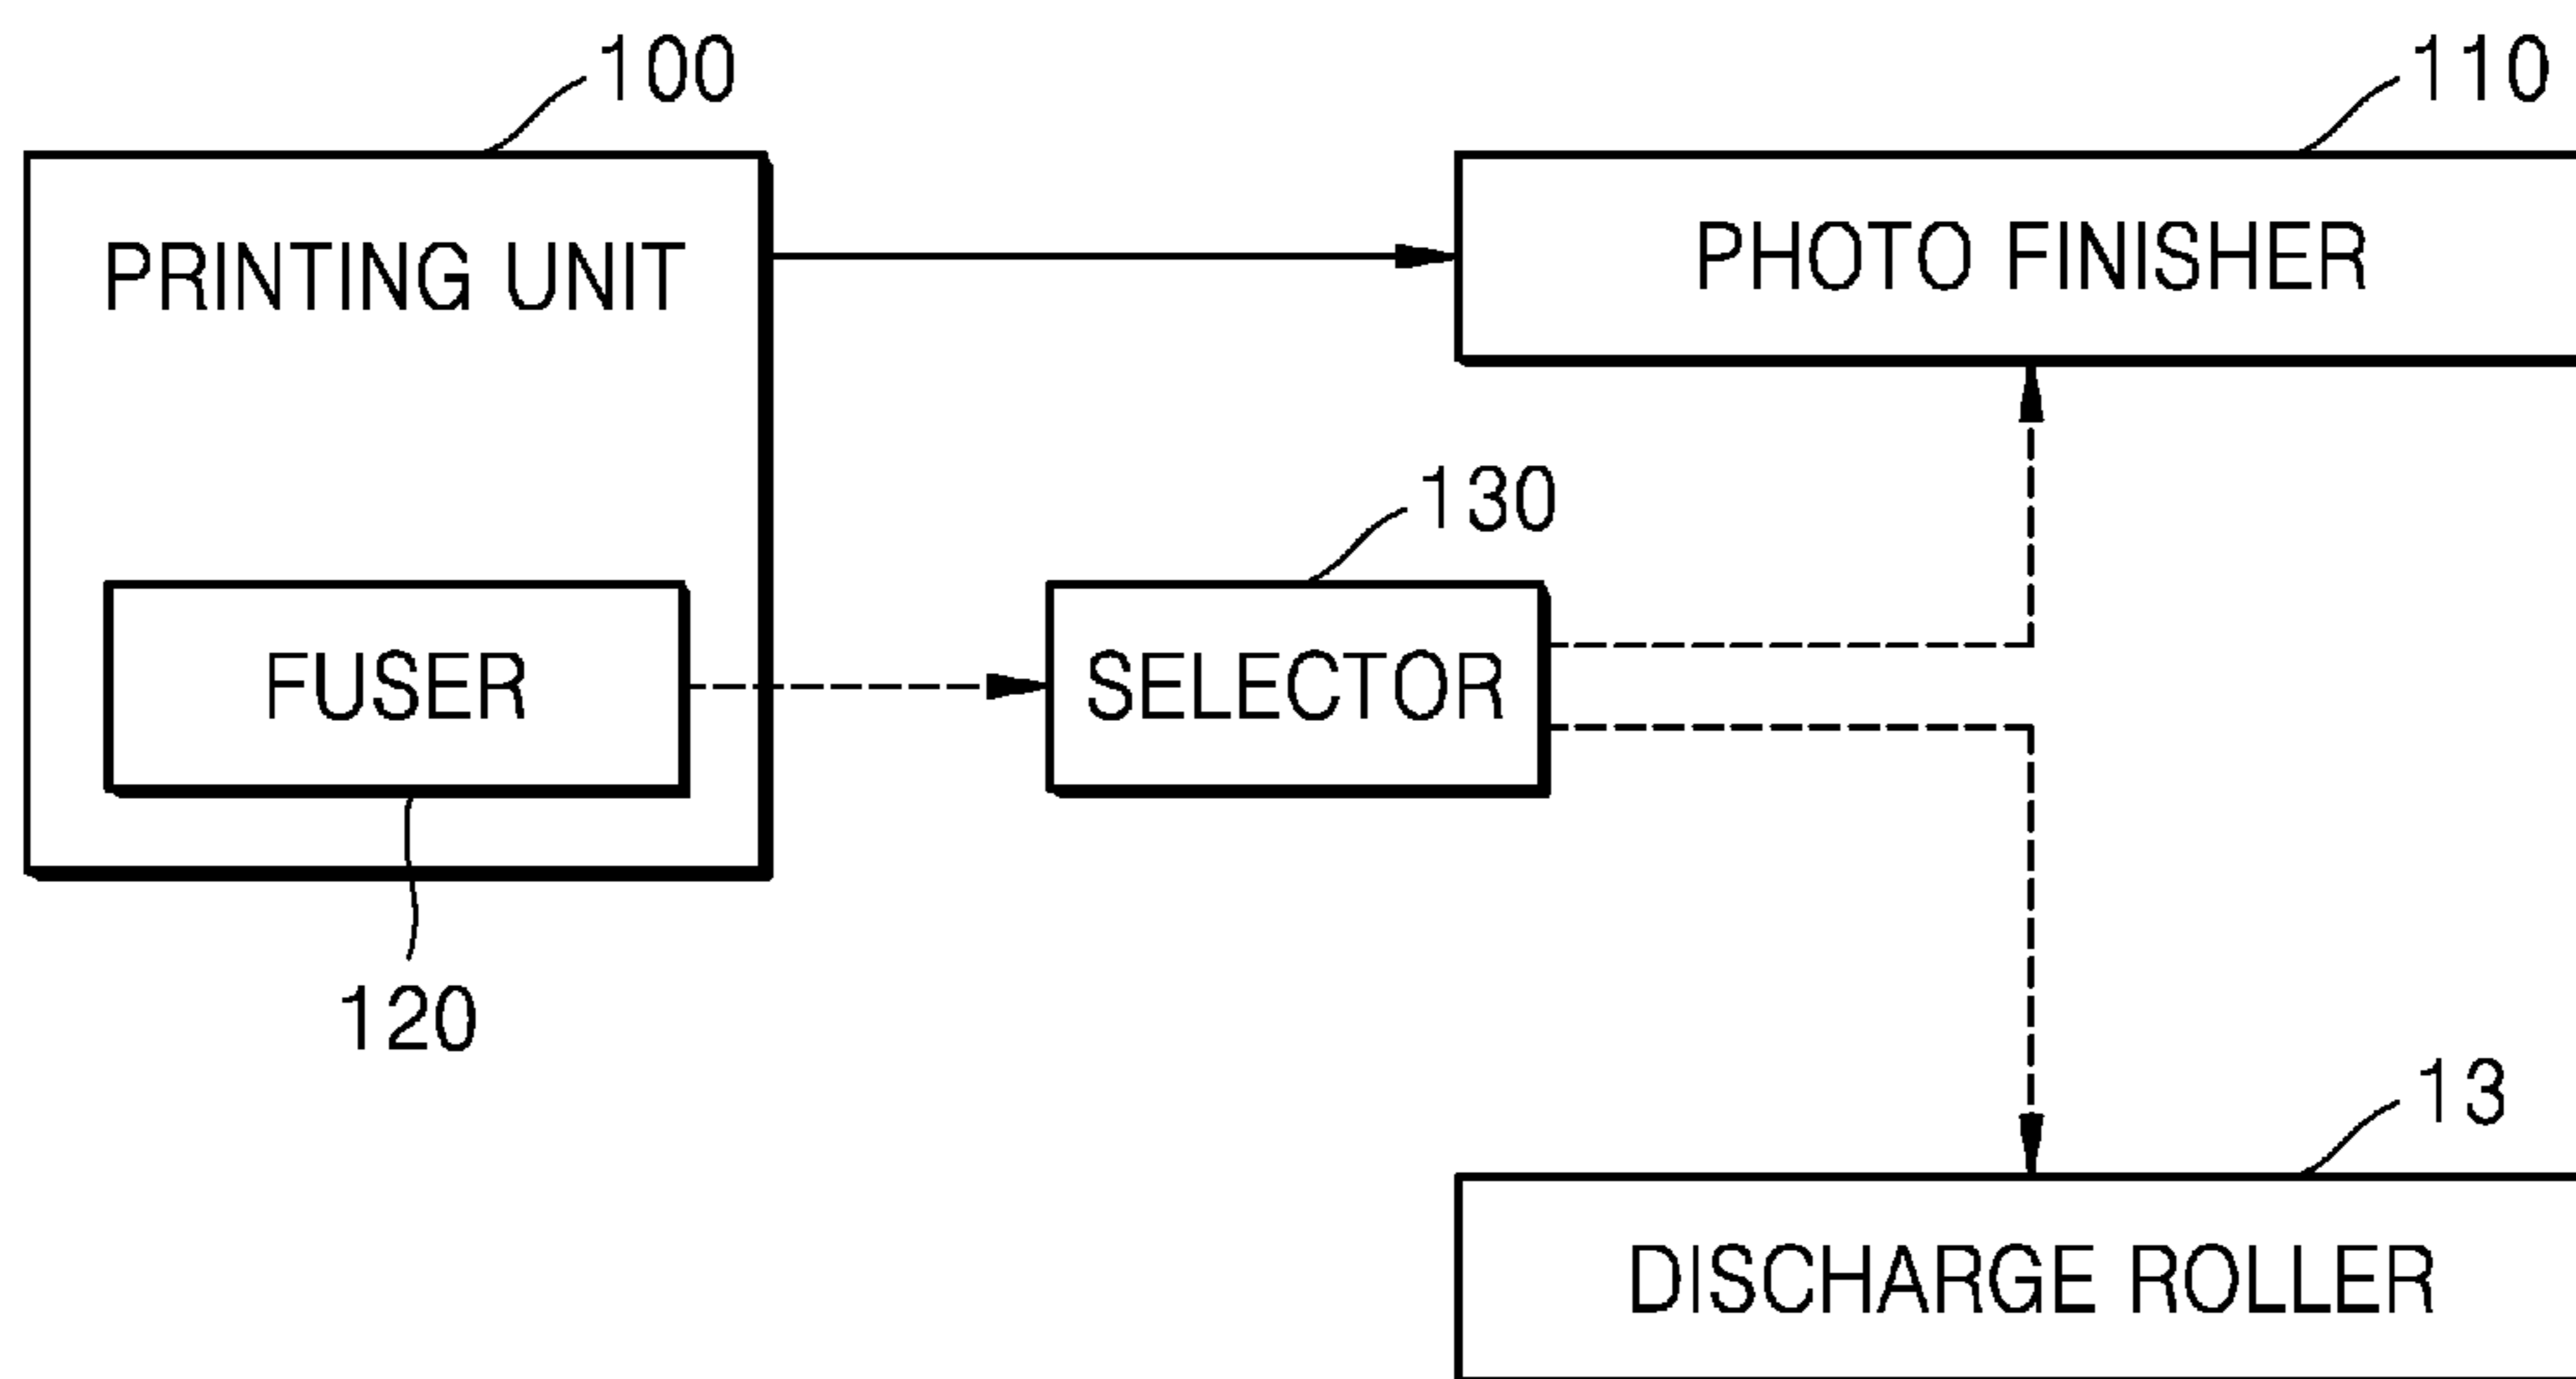 100
110
PRINTING UNIT
PHOTO FINISHER
130
FUSER
SELECTOR
120
13
DISCHARGE ROLLER